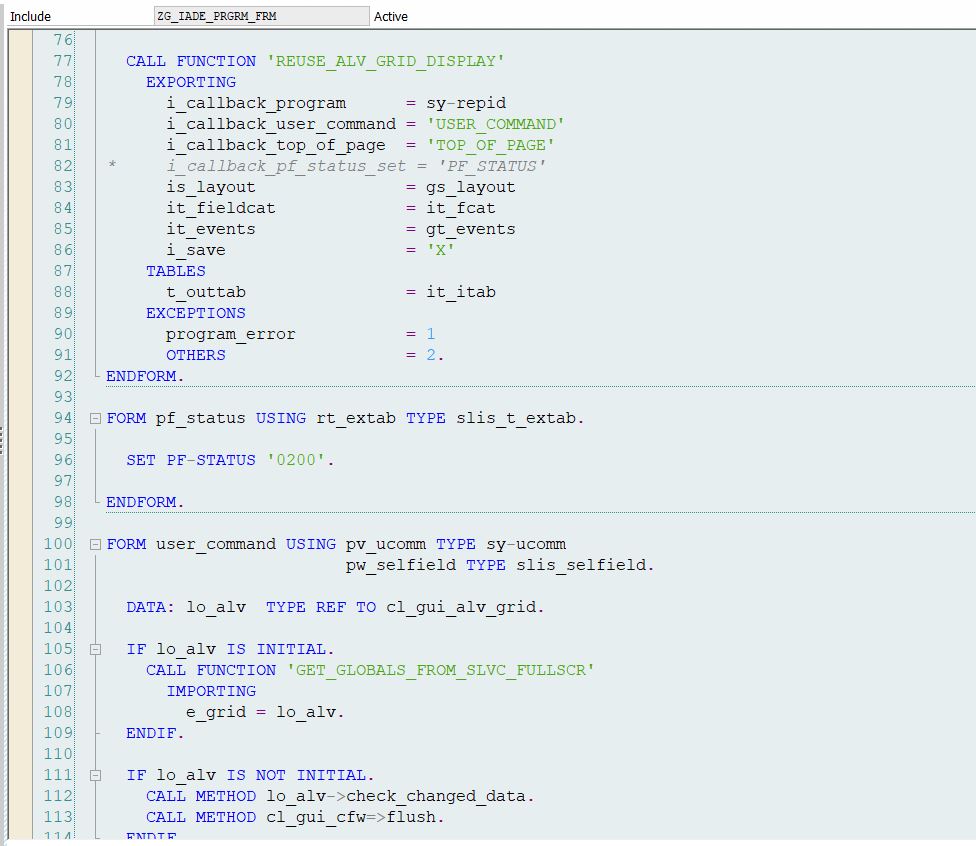 Include ZG_IADE_PRGRM_FRM Active
76
77 CALL FUNCTION 'REUSE_ALV_GRID_DISPLAY'
78 EXPORTING
79 i_callback_program = sy-repid
80 i_callback_user_command = 'USER_COMMAND'
81 i_callback_top_of_page = 'TOP_OF_PAGE'
82 * i_callback_pf_status_set = 'PF_STATUS'
83 is_layout = gs_layout
84 it_fieldcat = it_fcat
85 it_events = gt_events
86 i_save = 'X'
87 TABLES
88 t_outtab = it_itab
89 EXCEPTIONS
90 program_error = 1
91 OTHERS = 2.
92 ENDFORM.
93
94 FORM pf_status USING rt_extab TYPE slis_t_extab.
95
96 SET PF-STATUS '0200'.
97
98 ENDFORM.
99
100 FORM user_command USING pv_ucomm TYPE sy-ucomm
101 pw_selfield TYPE slis_selfield.
102
103 DATA: lo_alv TYPE REF TO cl_gui_alv_grid.
104
105 IF lo_alv IS INITIAL.
106 CALL FUNCTION 'GET_GLOBALS_FROM_SLVC_FULLSCR'
107 IMPORTING
108 e_grid = lo_alv.
109 ENDIF.
110
111 IF lo_alv IS NOT INITIAL.
112 CALL METHOD lo_alv->check_changed_data.
113 CALL METHOD cl_gui_cfw=>flush.
114 ENDIF